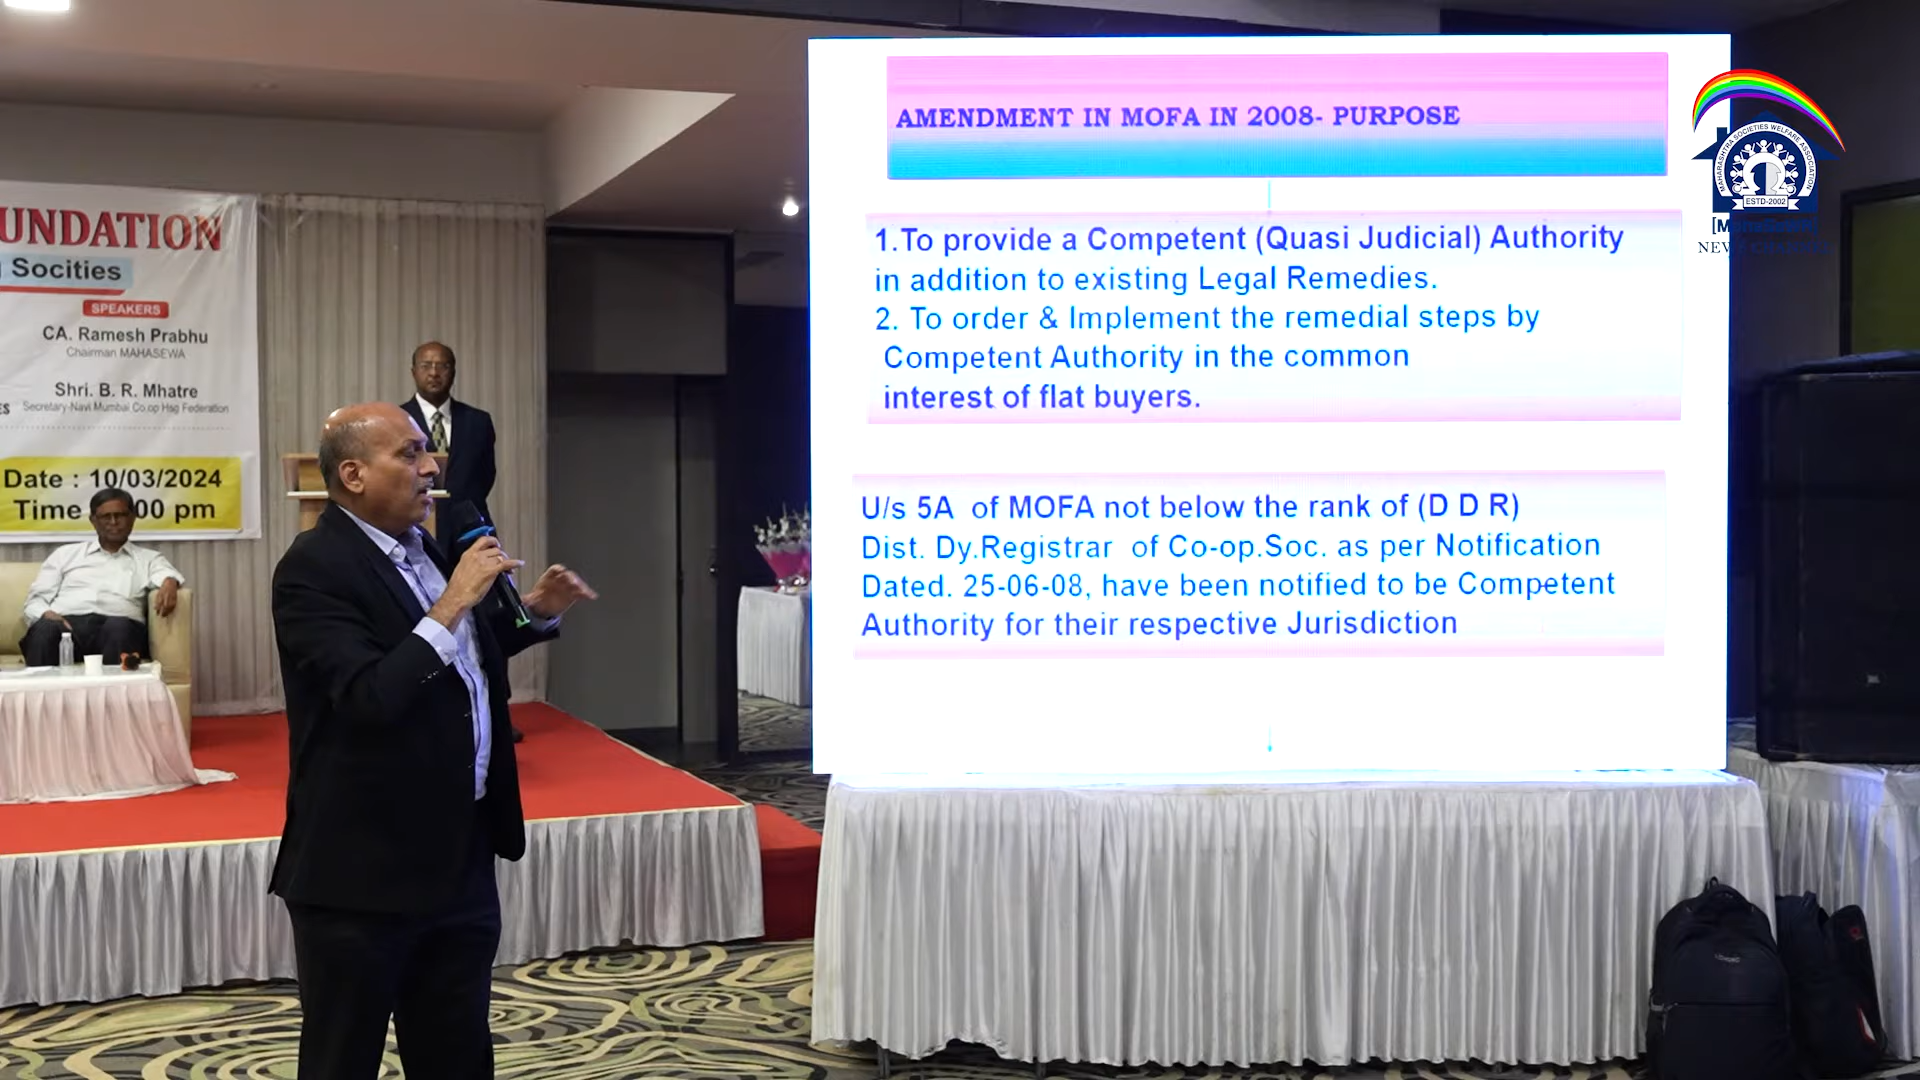 UNDATION
Socities
SPEAKERS
CA. Ramesh Prabhu
Chairman MAHASEWA
Shri. B. R. Mhatre
ES Secretary-Navi Mumbai Co.op Hsg Federation
Date : 10/03/2024
Time 00 pm
AMENDMENT IN MOFA IN 2008- PURPOSE
1.To provide a Competent (Quasi Judicial) Authority
in addition to existing Legal Remedies.
2. To order & Implement the remedial steps by
Competent Authority in the common
interest of flat buyers.
U/s 5A of MOFA not below the rank of (D D R)
Dist. Dy.Registrar of Co-op.Soc. as per Notification
Dated. 25-06-08, have been notified to be Competent
Authority for their respective Jurisdiction
MAHARASHTRA SOCIETIES WELFARE ASSOCIATION
ESTD-2002